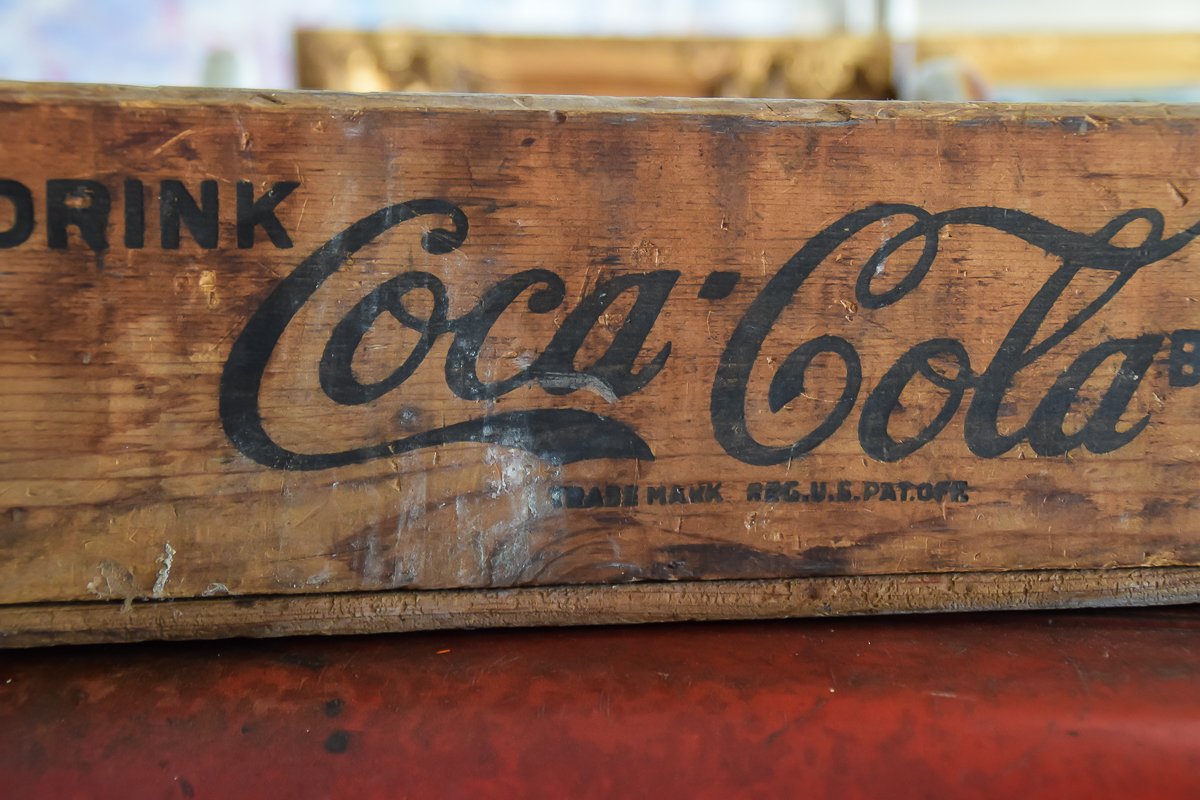 DRINK Coca-Cola B
TRADE MARK REG.U.S.PAT.OFF.